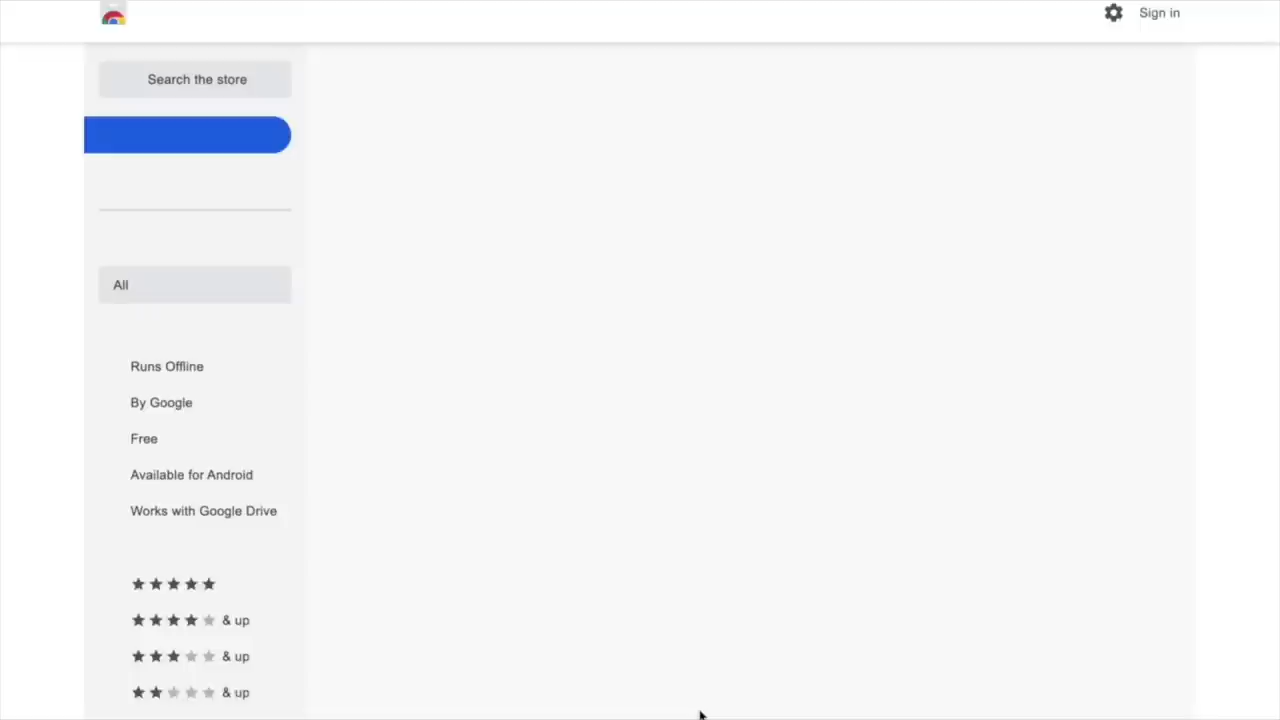 Sign in
Search the store
All
Runs Offline
By Google
Free
Available for Android
Works with Google Drive
& up
& up
& up